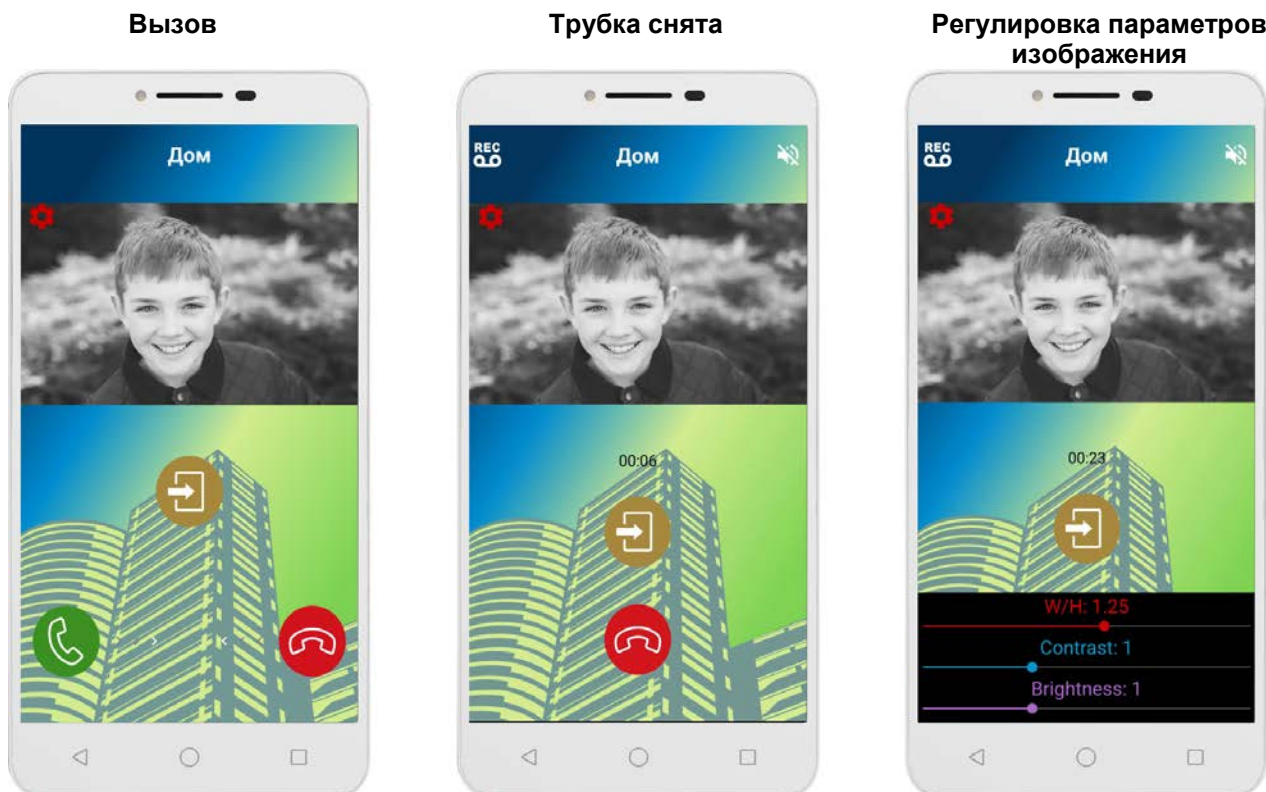 Вызов
Трубка снята
Регулировка параметров
изображения
Дом
REC
Дом
00:06
REC
Дом
00:23
W/H: 1.25
Contrast: 1
Brightness: 1